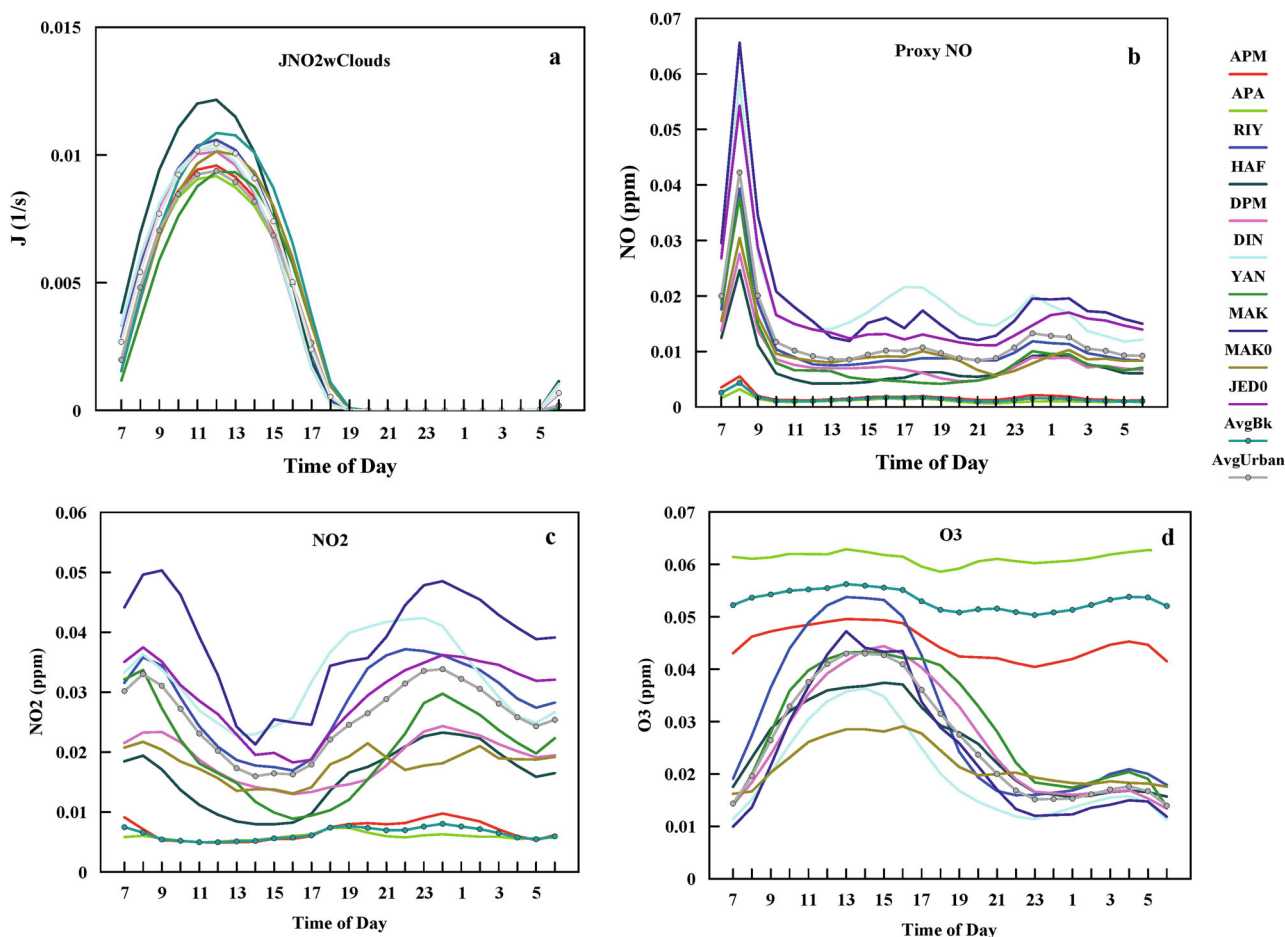 a
JNO2wClouds
0.015
0.01
0.005
0
J (1/s)
7 9 11 13 15 17 19 21 23 1 3 5
Time of Day
b
Proxy NO
0.07
0.06
0.05
0.04
0.03
0.02
0.01
0
NO (ppm)
7 9 11 13 15 17 19 21 23 1 3 5
Time of Day
APM
APA
RIY
HAF
DPM
DIN
YAN
MAK
MAK0
JED0
AvgBk
AvgUrban
c
NO2
0.06
0.05
0.04
0.03
0.02
0.01
0
NO2 (ppm)
7 9 11 13 15 17 19 21 23 1 3 5
Time of Day
d
O3
0.07
0.06
0.05
0.04
0.03
0.02
0.01
0
O3 (ppm)
7 9 11 13 15 17 19 21 23 1 3 5
Time of Day